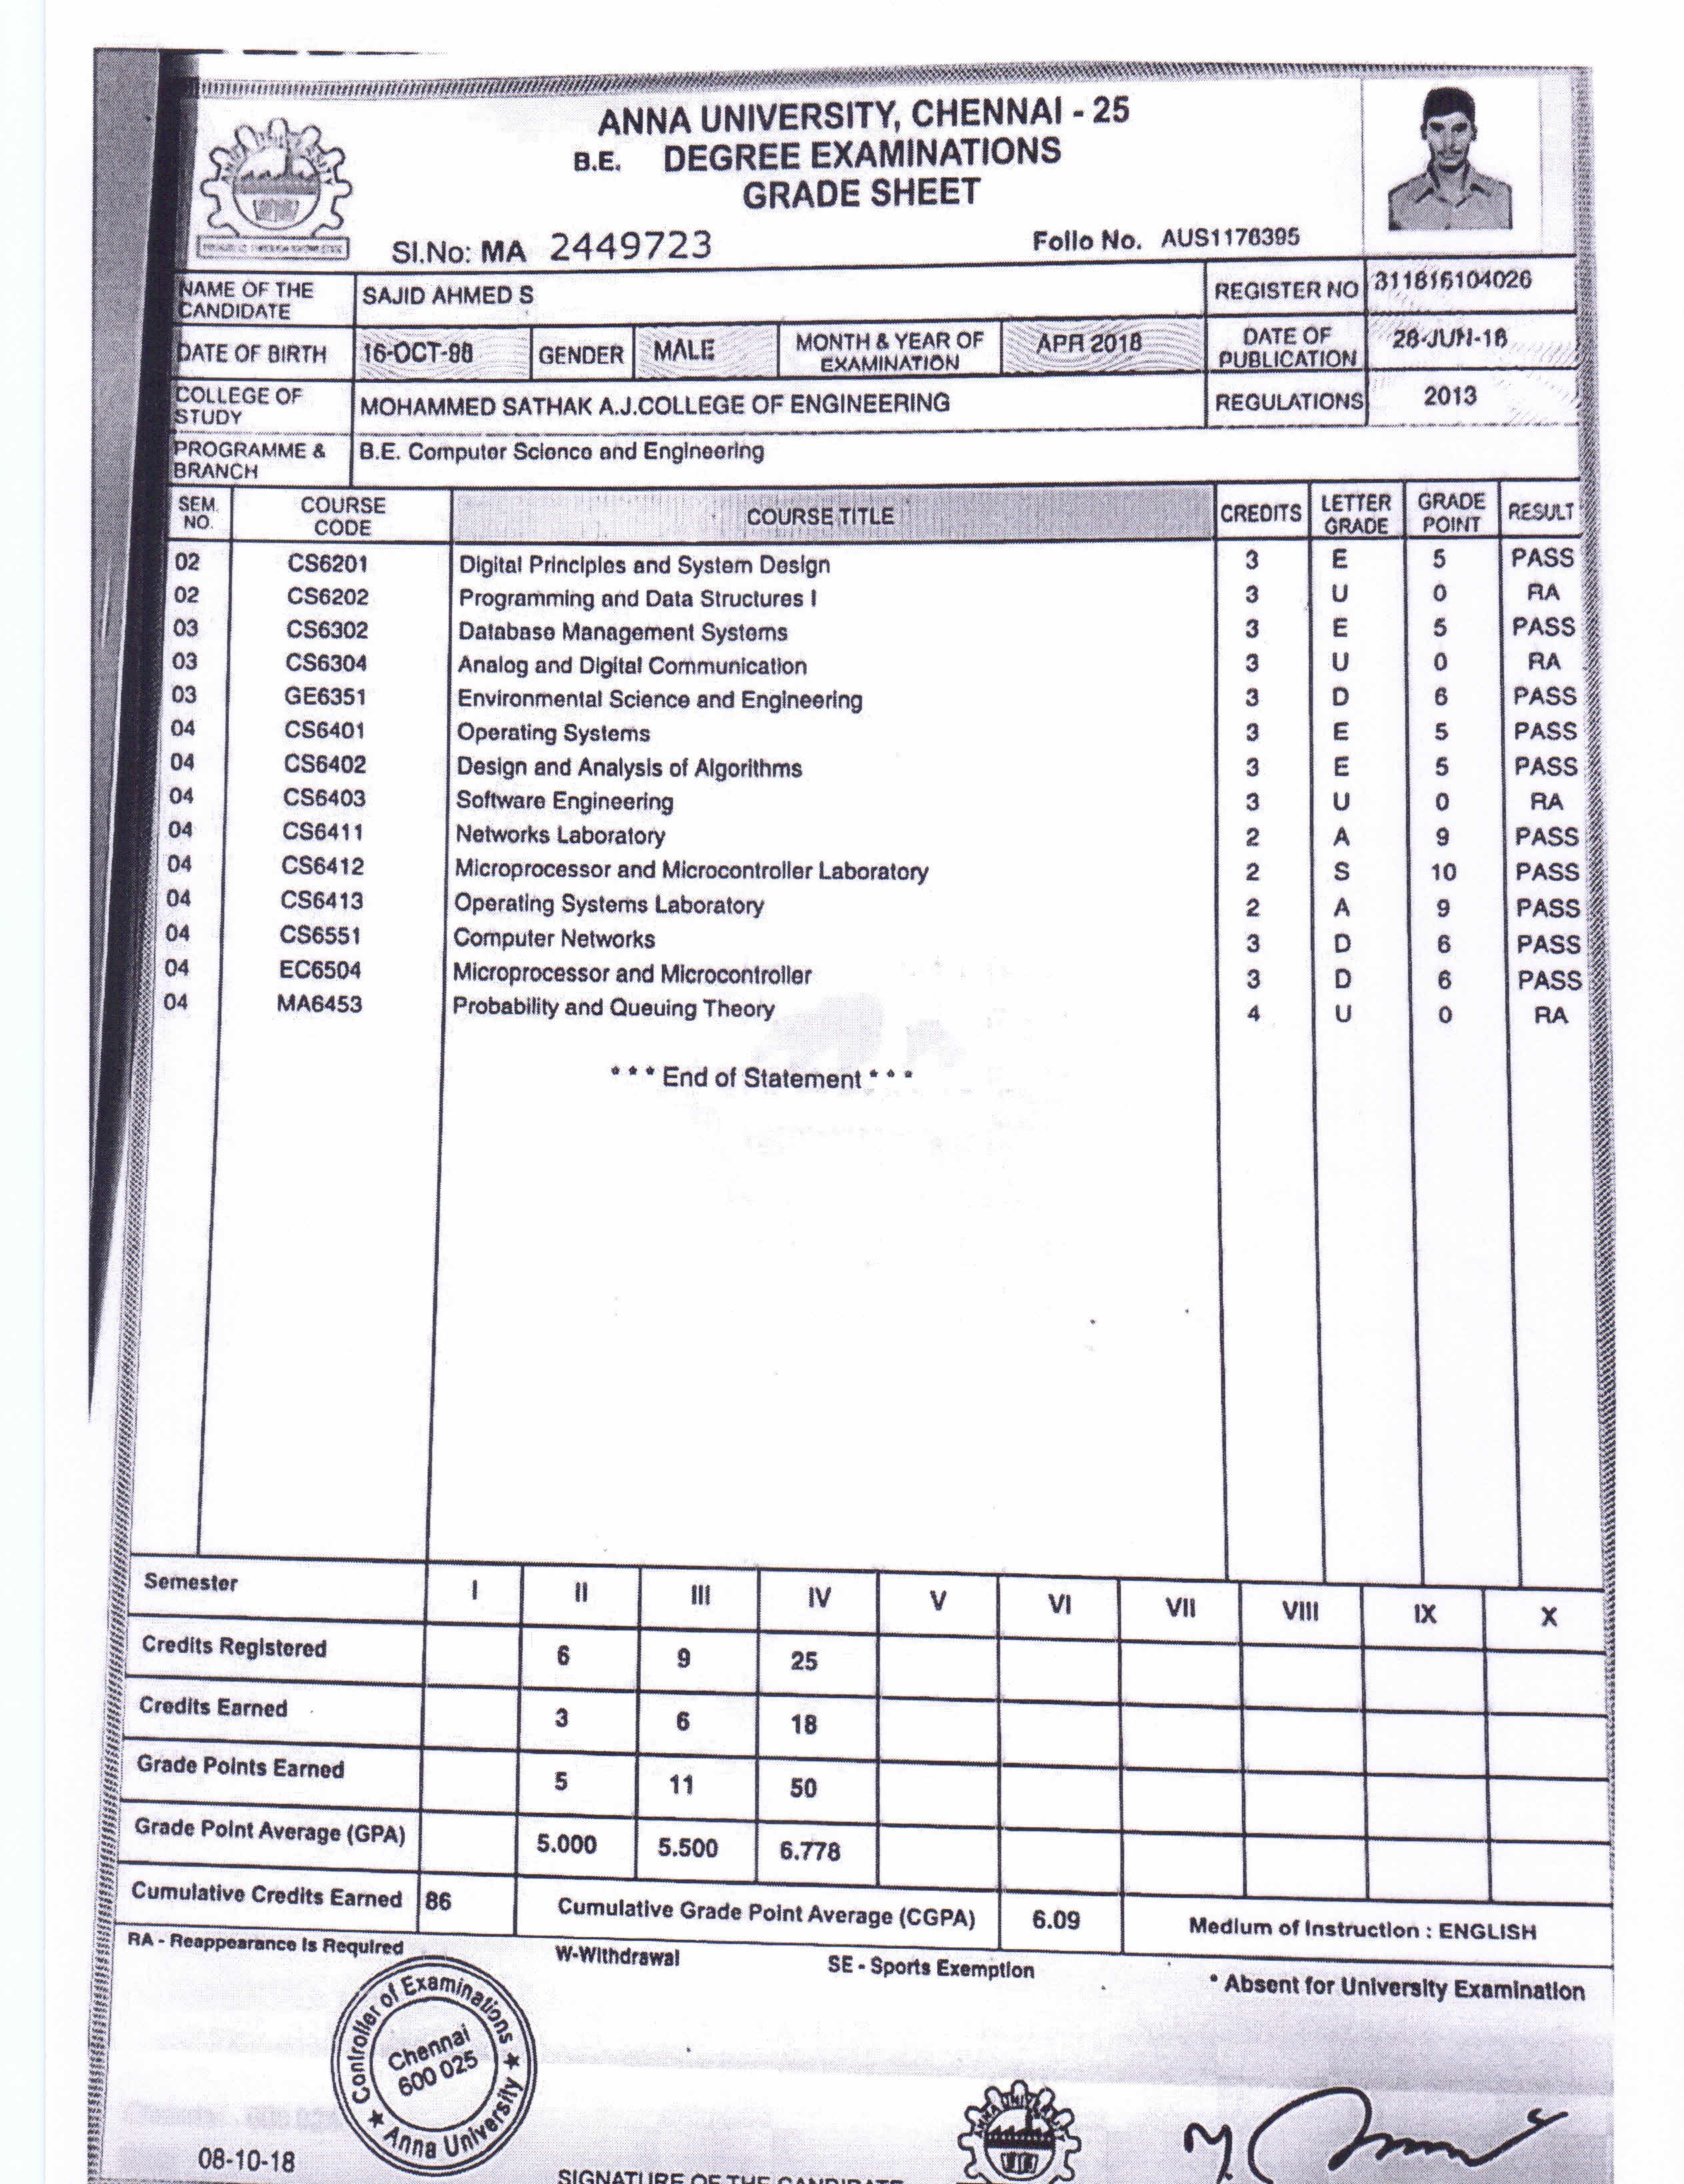 ANNA UNIVERSITY, CHENNAI - 25
B.E. DEGREE EXAMINATIONS
GRADE SHEET
SI.No: MA 2449723 Folio No. AUS1176395
NAME OF THE CANDIDATE SAJID AHMED S REGISTER NO 311816104026
DATE OF BIRTH 16-OCT-98 GENDER MALE MONTH & YEAR OF EXAMINATION APR 2018 DATE OF PUBLICATION 28-JUN-18
COLLEGE OF STUDY MOHAMMED SATHAK A.J.COLLEGE OF ENGINEERING REGULATIONS 2013
PROGRAMME & BRANCH B.E. Computer Science and Engineering
SEM. NO. COURSE CODE COURSE TITLE CREDITS LETTER GRADE GRADE POINT RESULT
02 CS6201 Digital Principles and System Design 3 E 5 PASS
02 CS6202 Programming and Data Structures I 3 U 0 RA
03 CS6302 Database Management Systems 3 E 5 PASS
03 CS6304 Analog and Digital Communication 3 U 0 RA
03 GE6351 Environmental Science and Engineering 3 D 6 PASS
04 CS6401 Operating Systems 3 E 5 PASS
04 CS6402 Design and Analysis of Algorithms 3 E 5 PASS
04 CS6403 Software Engineering 3 U 0 RA
04 CS6411 Networks Laboratory 2 A 9 PASS
04 CS6412 Microprocessor and Microcontroller Laboratory 2 S 10 PASS
04 CS6413 Operating Systems Laboratory 2 A 9 PASS
04 CS6551 Computer Networks 3 D 6 PASS
04 EC6504 Microprocessor and Microcontroller 3 D 6 PASS
04 MA6453 Probability and Queuing Theory 4 U 0 RA
* * * End of Statement * * *
Semester I II III IV V VI VII VIII IX X
Credits Registered 6 9 25
Credits Earned 3 6 18
Grade Points Earned 5 11 50
Grade Point Average (GPA) 5.000 5.500 6.778
Cumulative Credits Earned 86 Cumulative Grade Point Average (CGPA) 6.09 Medium of Instruction : ENGLISH
RA - Reappearance Is Required W-Withdrawal SE - Sports Exemption * Absent for University Examination
Controller of Examinations
Chennai
600 025
★ Anna University ★
08-10-18
ANNA UNIVERSITY
SIGNATURE OF THE CANDIDATE